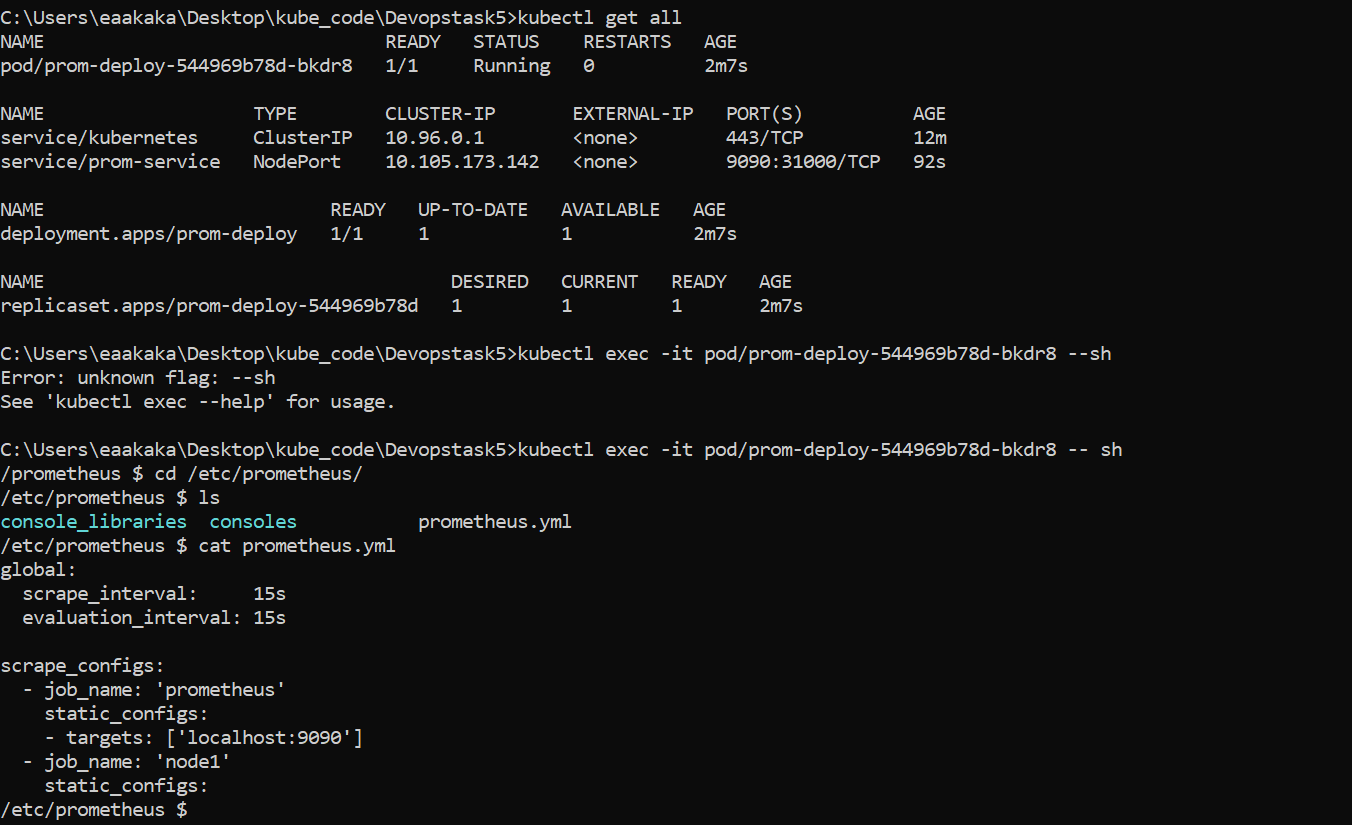 C:\Users\eaakaka\Desktop\kube_code\Devopstask5>kubectl get all
NAME                               READY   STATUS    RESTARTS   AGE
pod/prom-deploy-544969b78d-bkdr8   1/1     Running   0          2m7s

NAME                   TYPE        CLUSTER-IP       EXTERNAL-IP   PORT(S)          AGE
service/kubernetes     ClusterIP   10.96.0.1        <none>        443/TCP          12m
service/prom-service   NodePort    10.105.173.142   <none>        9090:31000/TCP   92s

NAME                          READY   UP-TO-DATE   AVAILABLE   AGE
deployment.apps/prom-deploy   1/1     1            1           2m7s

NAME                                     DESIRED   CURRENT   READY   AGE
replicaset.apps/prom-deploy-544969b78d   1         1         1       2m7s

C:\Users\eaakaka\Desktop\kube_code\Devopstask5>kubectl exec -it pod/prom-deploy-544969b78d-bkdr8 --sh
Error: unknown flag: --sh
See 'kubectl exec --help' for usage.

C:\Users\eaakaka\Desktop\kube_code\Devopstask5>kubectl exec -it pod/prom-deploy-544969b78d-bkdr8 -- sh
/prometheus $ cd /etc/prometheus/
/etc/prometheus $ ls
console_libraries  consoles           prometheus.yml
/etc/prometheus $ cat prometheus.yml
global:
  scrape_interval:     15s
  evaluation_interval: 15s

scrape_configs:
  - job_name: 'prometheus'
    static_configs:
    - targets: ['localhost:9090']
  - job_name: 'node1'
    static_configs:
/etc/prometheus $